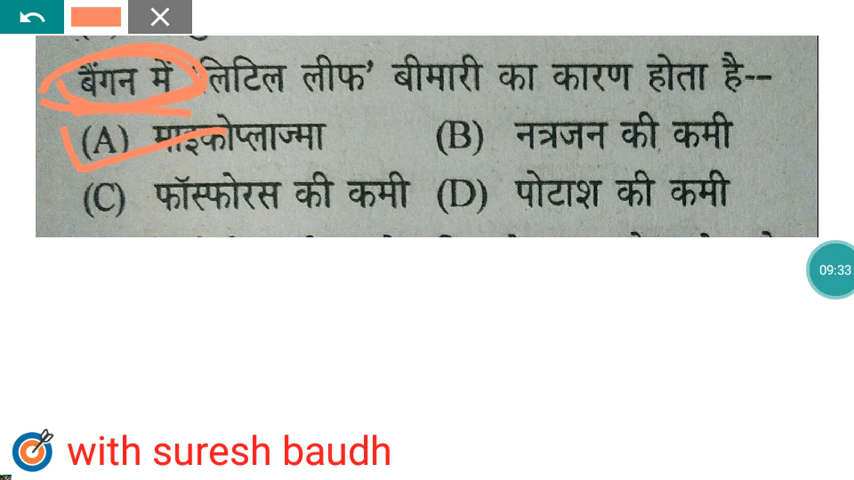 बैंगन में 'लिटिल लीफ' बीमारी का कारण होता है--
(A) माइकोप्लाज्मा (B) नत्रजन की कमी
(C) फॉस्फोरस की कमी (D) पोटाश की कमी
09:33
with suresh baudh